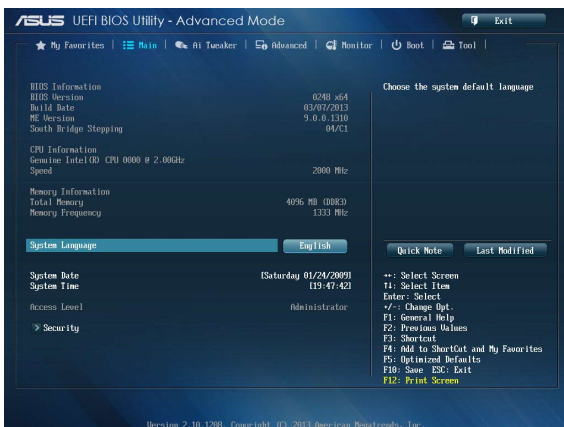 ASUS UEFI BIOS Utility - Advanced Mode
Exit
My Favorites | Main | Ai Tweaker | Advanced | Monitor | Boot | Tool |
BIOS Information
BIOS Version 0248 x64
Build Date 03/07/2013
ME Version 9.0.0.1310
South Bridge Stepping 04/C1
CPU Information
Genuine Intel(R) CPU 0000 @ 2.00GHz
Speed 2000 MHz
Memory Information
Total Memory 4096 MB (DDR3)
Memory Frequency 1333 MHz
System Language English
System Date [Saturday 01/24/2009]
System Time [19:47:42]
Access Level Administrator
> Security
Choose the system default language
Quick Note Last Modified
→←: Select Screen
↑↓: Select Item
Enter: Select
+/-: Change Opt.
F1: General Help
F2: Previous Values
F3: Shortcut
F4: Add to ShortCut and My Favorites
F5: Optimized Defaults
F10: Save ESC: Exit
F12: Print Screen
Version 2.10.1208. Copyright (C) 2013 American Megatrends, Inc.